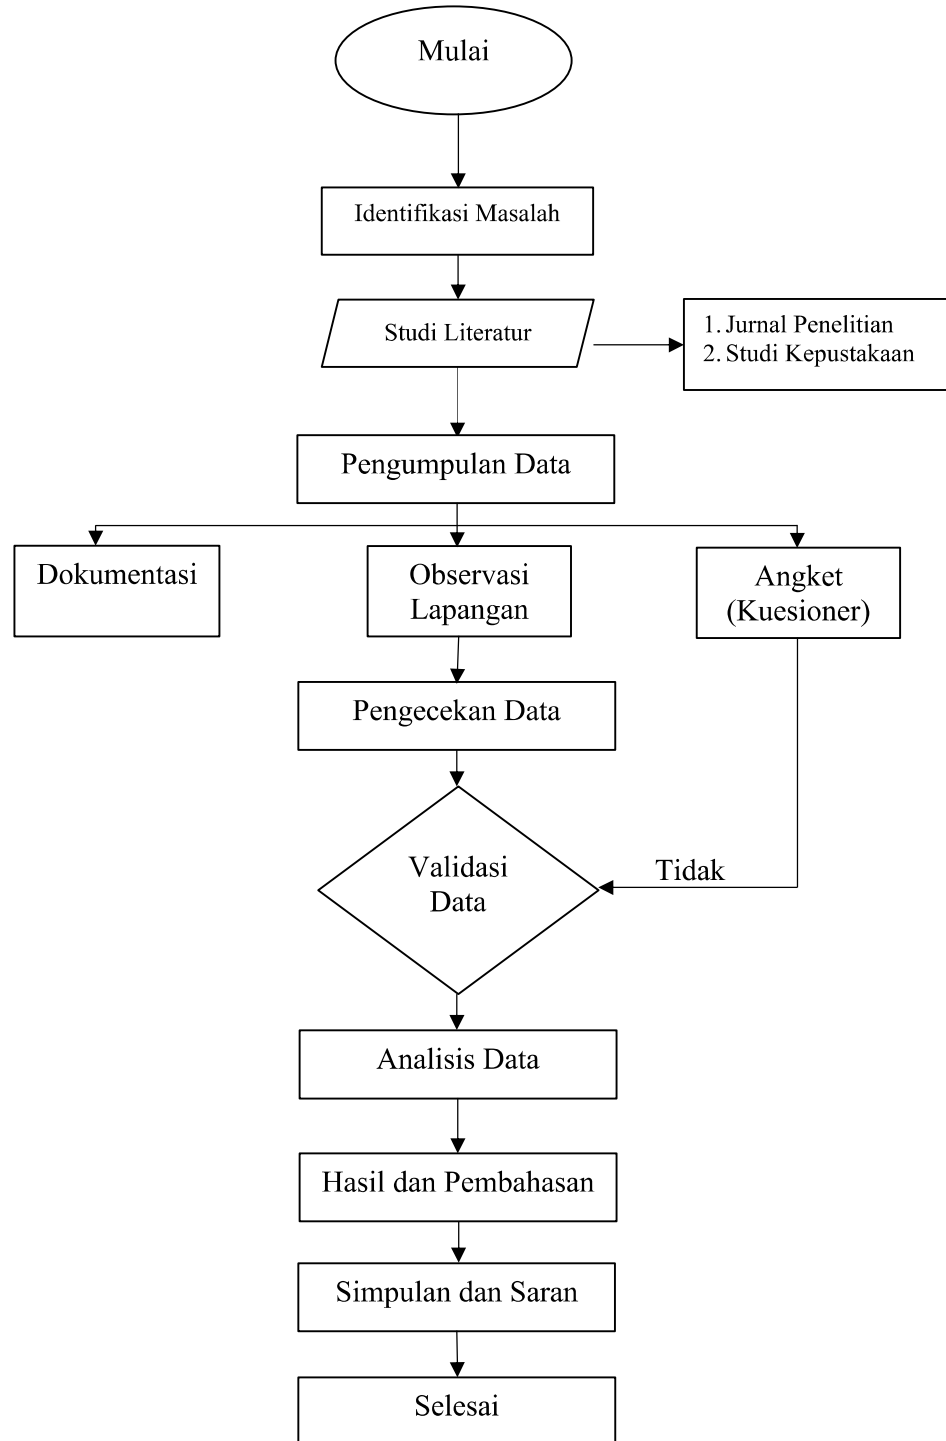 Mulai
Identifikasi Masalah
Studi Literatur
1. Jurnal Penelitian
2. Studi Kepustakaan
Pengumpulan Data
Dokumentasi
Observasi
Lapangan
Angket
(Kuesioner)
Pengecekan Data
Validasi
Data
Tidak
Analisis Data
Hasil dan Pembahasan
Simpulan dan Saran
Selesai